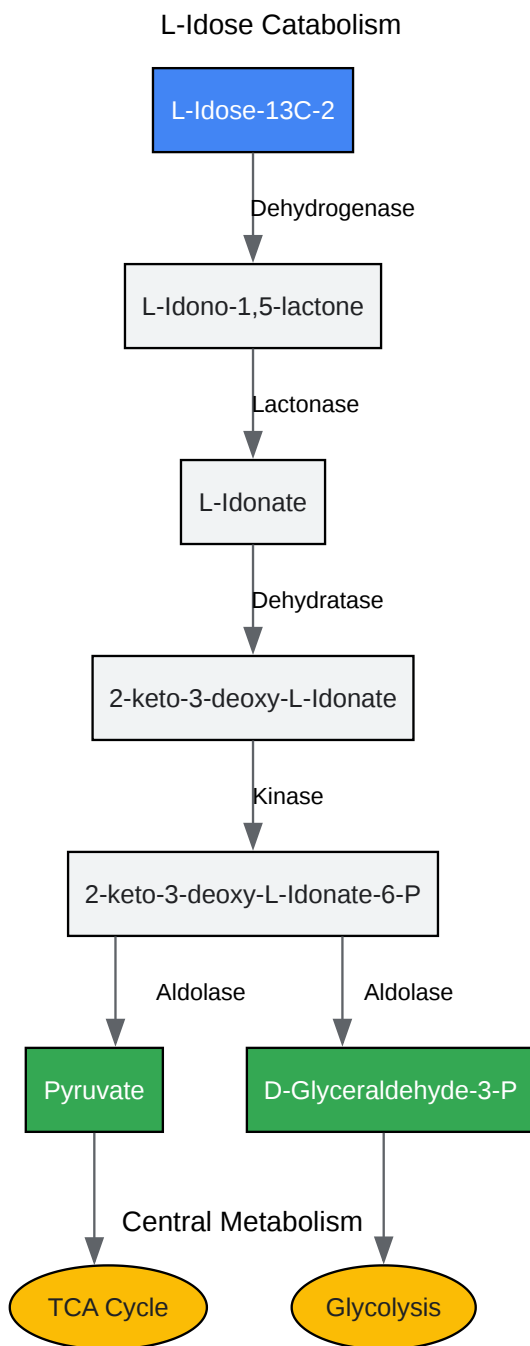 L-Idose Catabolism
L-Idose-13C-2
Dehydrogenase
L-Idono-1,5-lactone
Lactonase
L-Idonate
Dehydratase
2-keto-3-deoxy-L-Idonate
Kinase
2-keto-3-deoxy-L-Idonate-6-P
Aldolase
Aldolase
Pyruvate
D-Glyceraldehyde-3-P
Central Metabolism
TCA Cycle
Glycolysis